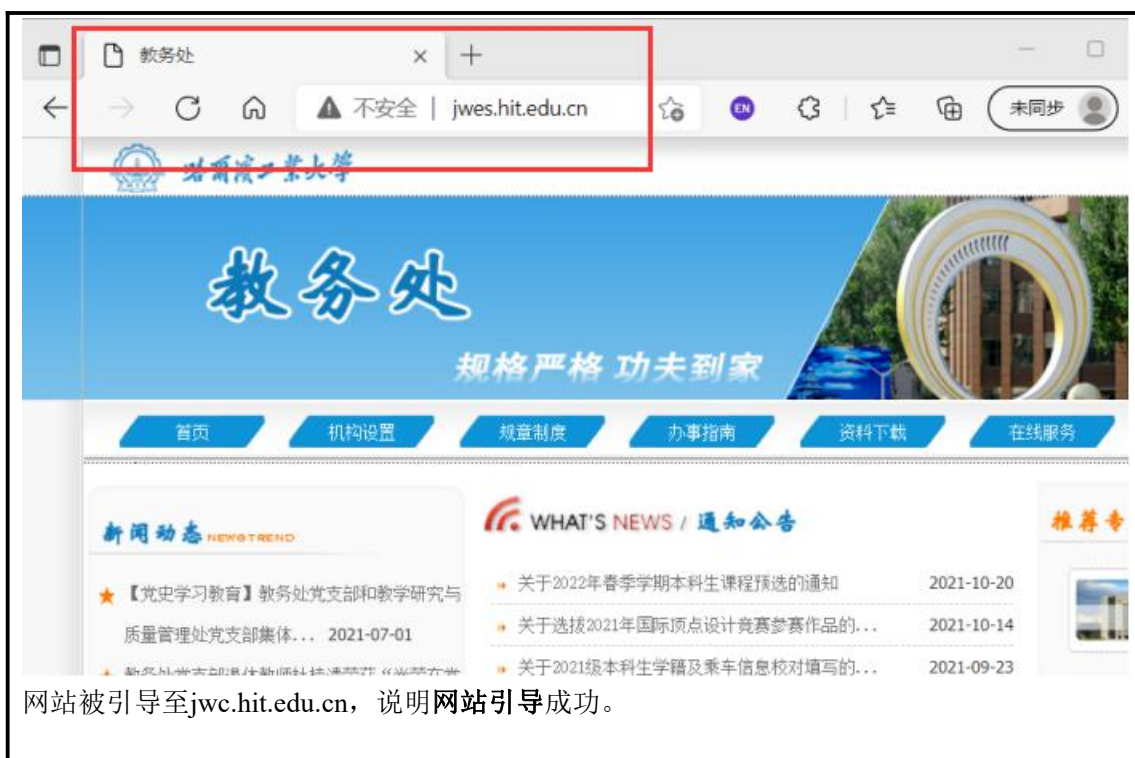 教务处
不安全 | jwes.hit.edu.cn
EN
未同步
哈尔滨工业大学
教务处
规格严格 功夫到家
首页 机构设置 规章制度 办事指南 资料下载 在线服务
新闻动态 NEWSTREND
WHAT'S NEWS / 通知公告
推荐专
【党史学习教育】教务处党支部和教学研究与
质量管理处党支部集体... 2021-07-01
关于2022年春季学期本科生课程预选的通知 2021-10-20
关于选拔2021年国际顶点设计竞赛参赛作品的... 2021-10-14
关于2021级本科生学籍及乘车信息校对填写的... 2021-09-23
网站被引导至jwc.hit.edu.cn，说明网站引导成功。